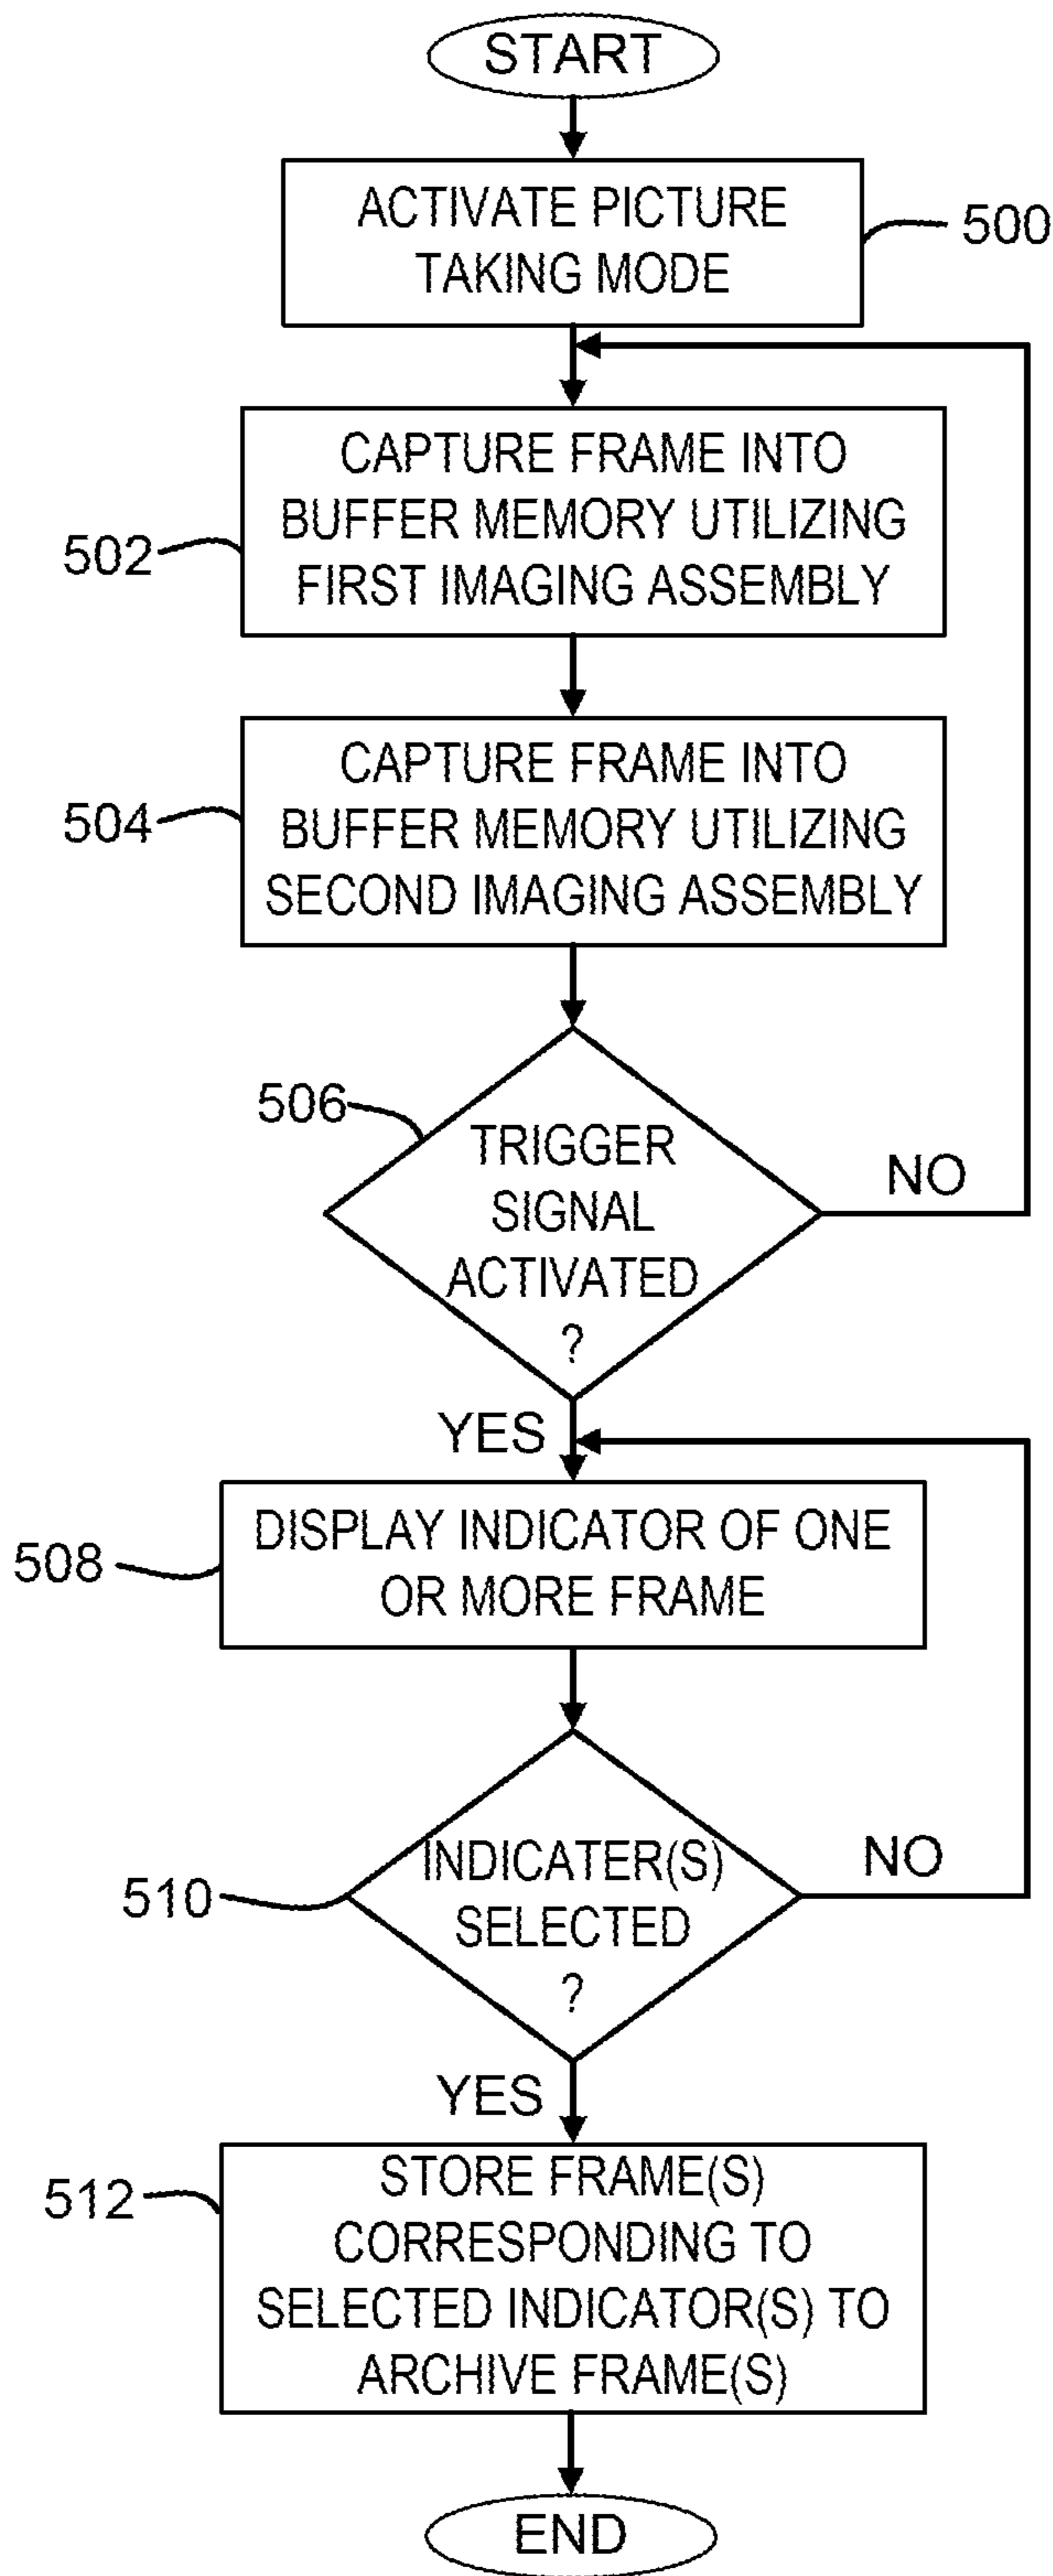 START
ACTIVATE PICTURE
TAKING MODE
500
CAPTURE FRAME INTO
BUFFER MEMORY UTILIZING
FIRST IMAGING ASSEMBLY
502
CAPTURE FRAME INTO
BUFFER MEMORY UTILIZING
SECOND IMAGING ASSEMBLY
504
506
TRIGGER
SIGNAL
ACTIVATED
?
NO
YES
DISPLAY INDICATOR OF ONE
OR MORE FRAME
508
INDICATER(S)
SELECTED
?
510
NO
YES
STORE FRAME(S)
CORRESPONDING TO
SELECTED INDICATOR(S) TO
ARCHIVE FRAME(S)
512
END